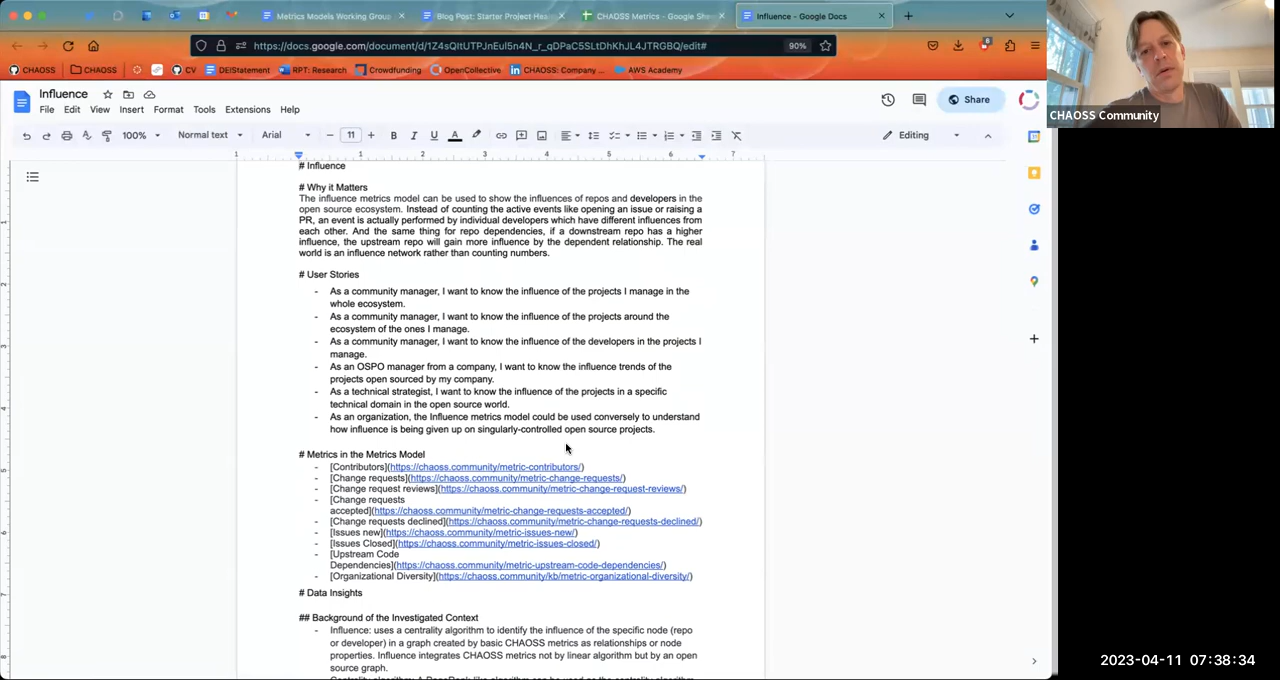 Metrics Models Working Group
Blog Post: Starter Project Hea
CHAOSS Metrics - Google She
Influence - Google Docs
https://docs.google.com/document/d/1Z4sQItUTPJnEuI5n4N_r_qDPaC5SLtDhKhJL4JTRGBQ/edit#
90%
CHAOSS
CHAOSS
CV
DEIStatement
RPT: Research
Crowdfunding
OpenCollective
CHAOSS: Company ...
AWS Academy
CHAOSS Community
Influence
File Edit View Insert Format Tools Extensions Help
Share
100% Normal text Arial 11 B I U A Editing
1 1 2 3 4 5 6 7
# Influence
# Why it Matters
The influence metrics model can be used to show the influences of repos and developers in the
open source ecosystem. Instead of counting the active events like opening an issue or raising a
PR, an event is actually performed by individual developers which have different influences from
each other. And the same thing for repo dependencies, if a downstream repo has a higher
influence, the upstream repo will gain more influence by the dependent relationship. The real
world is an influence network rather than counting numbers.
# User Stories
- As a community manager, I want to know the influence of the projects I manage in the
whole ecosystem.
- As a community manager, I want to know the influence of the projects around the
ecosystem of the ones I manage.
- As a community manager, I want to know the influence of the developers in the projects I
manage.
- As an OSPO manager from a company, I want to know the influence trends of the
projects open sourced by my company.
- As a technical strategist, I want to know the influence of the projects in a specific
technical domain in the open source world.
- As an organization, the Influence metrics model could be used conversely to understand
how influence is being given up on singularly-controlled open source projects.
# Metrics in the Metrics Model
- [Contributors](https://chaoss.community/metric-contributors/)
- [Change requests](https://chaoss.community/metric-change-requests/)
- [Change request reviews](https://chaoss.community/metric-change-request-reviews/)
- [Change requests
accepted](https://chaoss.community/metric-change-requests-accepted/)
- [Change requests declined](https://chaoss.community/metric-change-requests-declined/)
- [Issues new](https://chaoss.community/metric-issues-new/)
- [Issues Closed](https://chaoss.community/metric-issues-closed/)
- [Upstream Code
Dependencies](https://chaoss.community/metric-upstream-code-dependencies/)
- [Organizational Diversity](https://chaoss.community/kb/metric-organizational-diversity/)
# Data Insights
## Background of the Investigated Context
- Influence: uses a centrality algorithm to identify the influence of the specific node (repo
or developer) in a graph created by basic CHAOSS metrics as relationships or node
properties. Influence integrates CHAOSS metrics not by linear algorithm but by an open
source graph.
2023-04-11 07:38:34